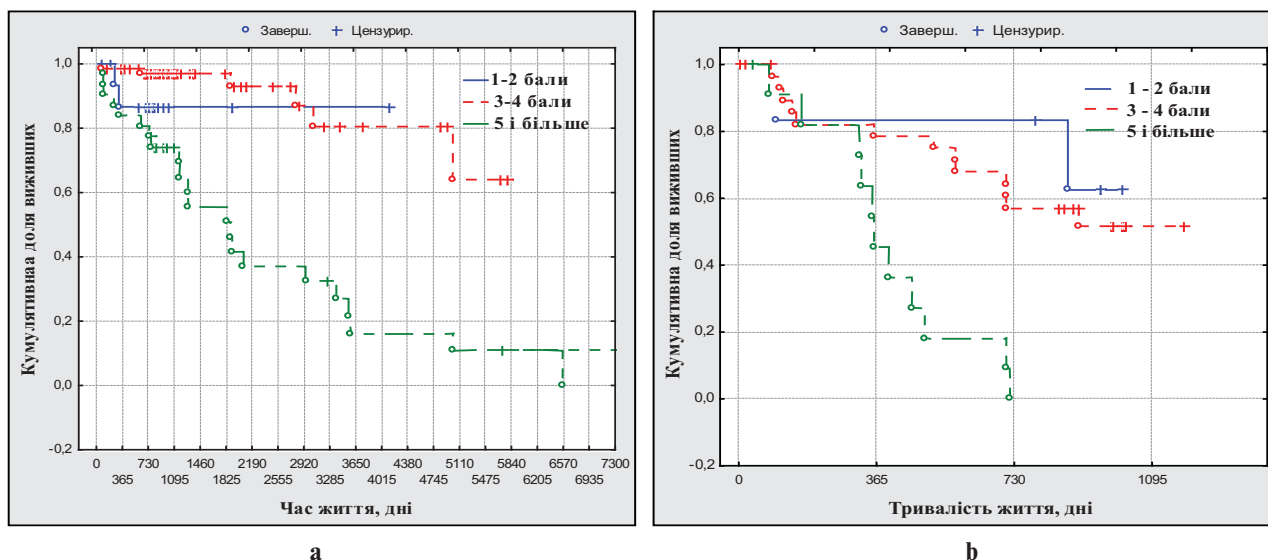 Заверш. Цензурир.
Кумулятивнаа доля виживших
1,0
0,8
0,6
0,4
0,2
0,0
-0,2
1-2 бали
3-4 бали
5 і більше
0 730 1460 2190 2920 3650 4380 5110 5840 6570 7300
365 1095 1825 2555 3285 4015 4745 5475 6205 6935
Час життя, дні
а
Заверш. Цензурир.
Кумулятивна доля виживших
1,0
0,8
0,6
0,4
0,2
0,0
-0,2
1 - 2 бали
3 - 4 бали
5 і більше
0 365 730 1095
Тривалість життя, дні
b